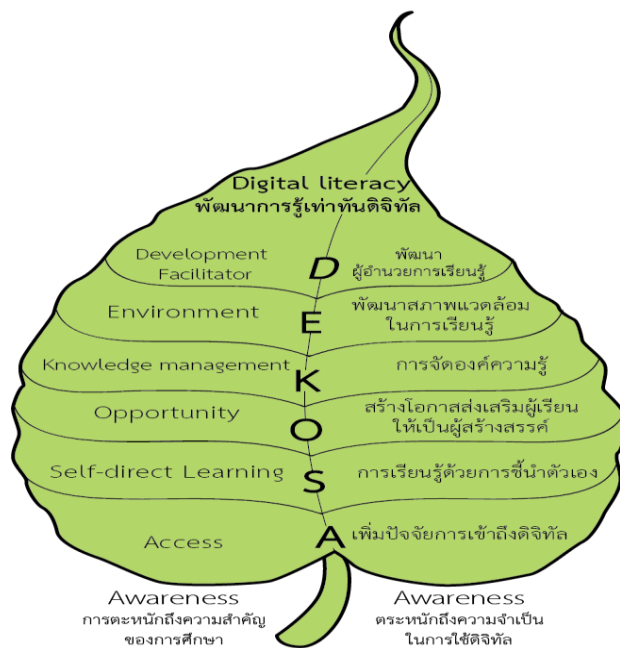 Digital literacy
พัฒนาการรู้เท่าทันดิจิทัล
Development
Facilitator
D
พัฒนา
ผู้อำนวยการเรียนรู้
Environment
E
พัฒนาสภาพแวดล้อม
ในการเรียนรู้
Knowledge management
K
การจัดองค์ความรู้
Opportunity
O
สร้างโอกาสส่งเสริมผู้เรียน
ให้เป็นผู้สร้างสรรค์
Self-direct Learning
S
การเรียนรู้ด้วยการชี้นำตัวเอง
Access
A
เพิ่มปัจจัยการเข้าถึงดิจิทัล
Awareness
การตะหนักถึงความสำคัญ
ของการศึกษา
Awareness
ตระหนักถึงความจำเป็น
ในการใช้ดิจิทัล